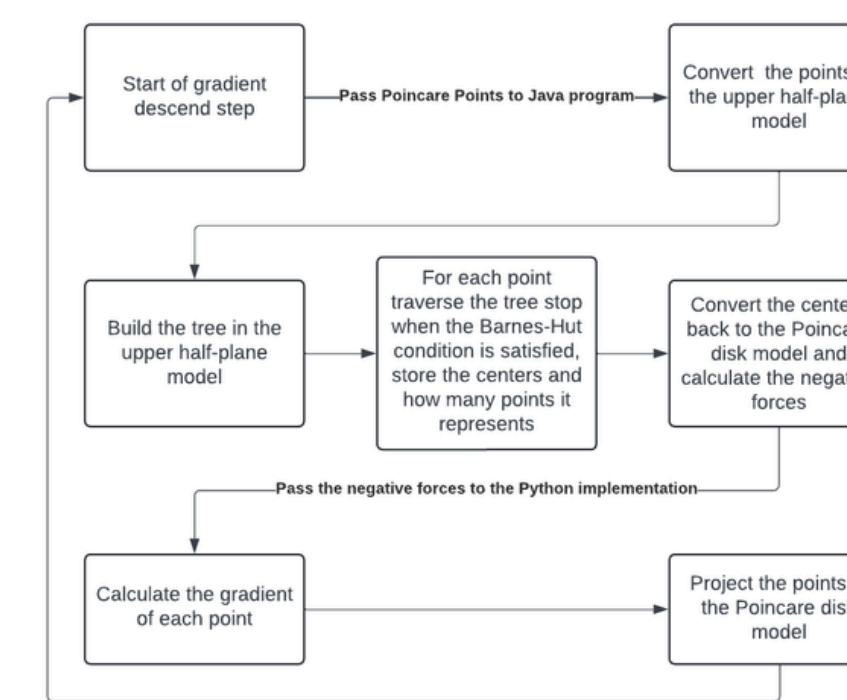 Start of gradient
descend step
Pass Poincare Points to Java program
Convert the points
the upper half-pla
model
Build the tree in the
upper half-plane
model
For each point
traverse the tree stop
when the Barnes-Hut
condition is satisfied,
store the centers and
how many points it
represents
Convert the cente
back to the Poinca
disk model and
calculate the negat
forces
Pass the negative forces to the Python implementation
Calculate the gradient
of each point
Project the points
the Poincare dis
model